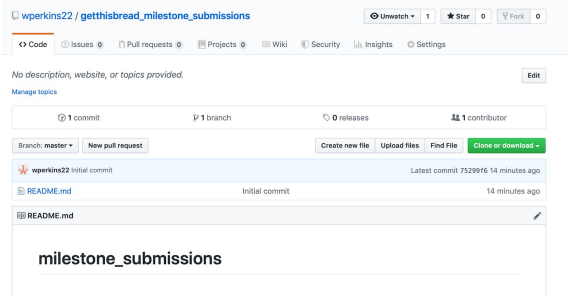 wperkins22 / getthisbread_milestone_submissions
Unwatch 1 Star 0 Fork 0
Code Issues 0 Pull requests 0 Projects 0 Wiki Security Insights Settings
No description, website, or topics provided. Edit
Manage topics
1 commit 1 branch 0 releases 1 contributor
Branch: master New pull request Create new file Upload files Find File Clone or download
wperkins22 Initial commit Latest commit 75299f6 14 minutes ago
README.md Initial commit 14 minutes ago
README.md
milestone_submissions